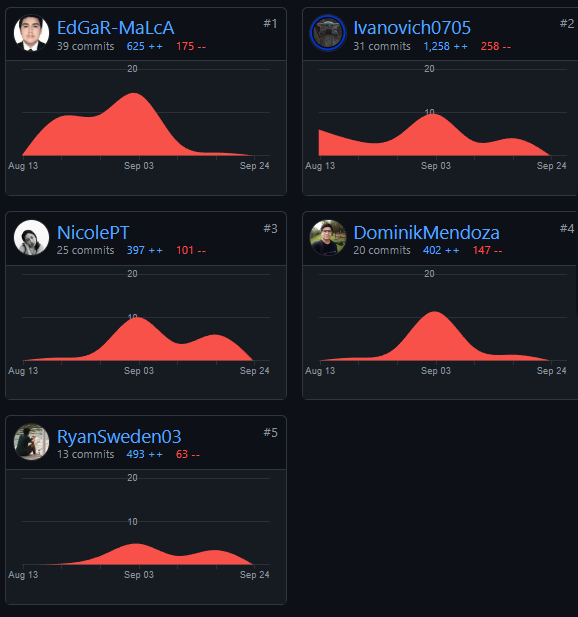 EdGaR-MaLcA #1
39 commits 625 ++ 175 --
20
Aug 13 Sep 03 Sep 24
Ivanovich0705 #2
31 commits 1,258 ++ 258 --
20
10
Aug 13 Sep 03 Sep 24
NicolePT #3
25 commits 397 ++ 101 --
20
10
Aug 13 Sep 03 Sep 24
DominikMendoza #4
20 commits 402 ++ 147 --
20
Aug 13 Sep 03 Sep 24
RyanSweden03 #5
13 commits 493 ++ 63 --
20
10
Aug 13 Sep 03 Sep 24